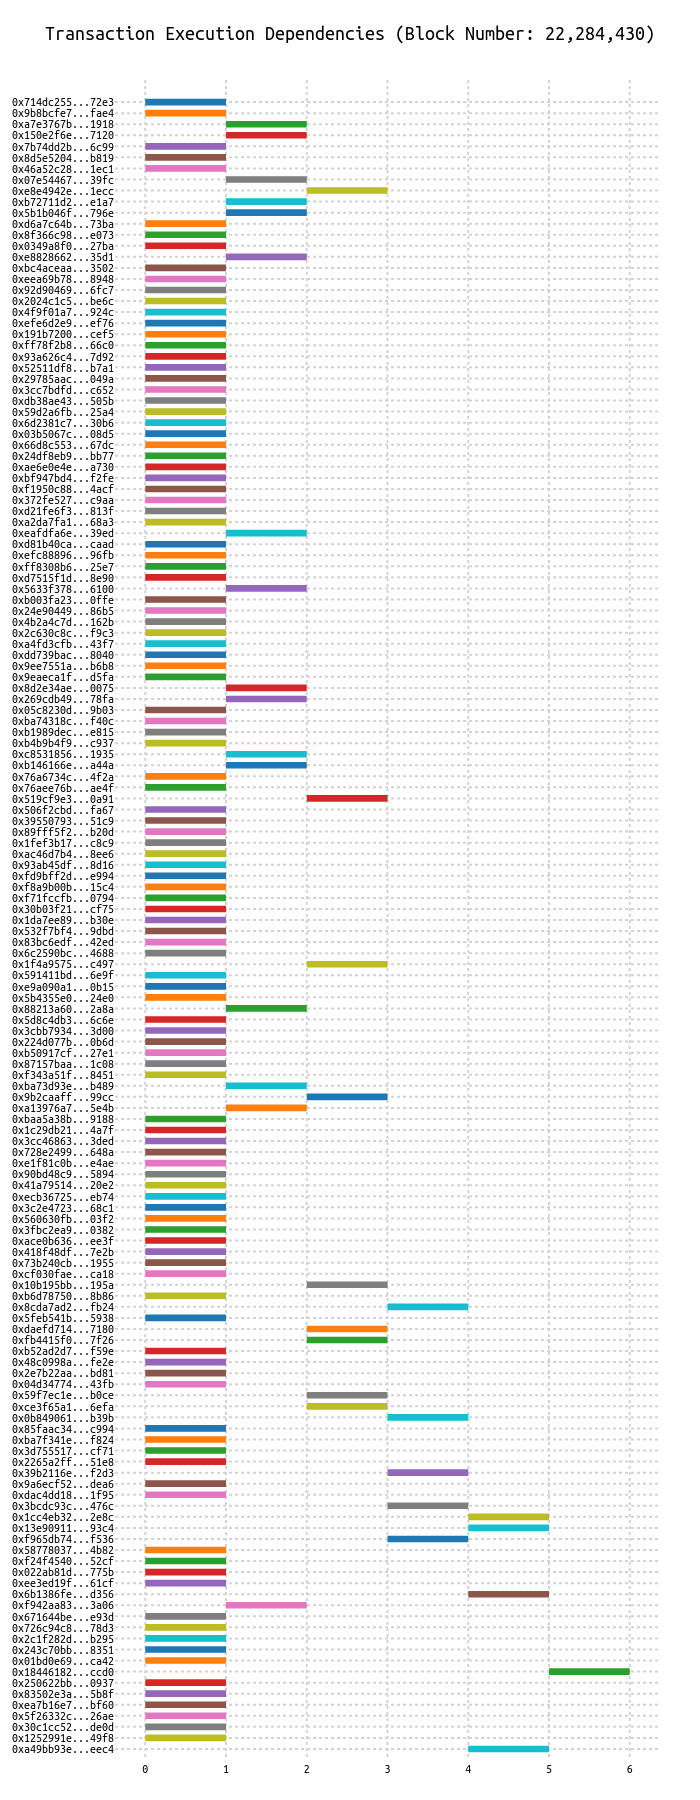 Transaction Execution Dependencies (Block Number: 22,284,430)
0x714dc255...72e3
0x9b8bcfe7...fae4
0xa7e3767b...1918
0x150e2f6e...7120
0x7b74dd2b...6c99
0x8d5e5204...b819
0x46a52c28...1ec1
0x07e54467...39fc
0xe8e4942e...1ecc
0xb72711d2...e1a7
0x5b1b046f...796e
0xd6a7c64b...73ba
0x8f366c98...e073
0x0349a8f0...27ba
0xe8828662...35d1
0xbc4aceaa...3502
0xeea69b78...8948
0x92d90469...6fc7
0x2024c1c5...be6c
0x4f9f01a7...924c
0xefe6d2e9...ef76
0x191b7200...cef5
0xff78f2b8...66c0
0x93a626c4...7d92
0x52511df8...b7a1
0x29785aac...049a
0x3cc7bdfd...c652
0xdb38ae43...505b
0x59d2a6fb...25a4
0x6d2381c7...30b6
0x03b5067c...08d5
0x66d8c553...67dc
0x24df8eb9...bb77
0xae6e0e4e...a730
0xbf947bd4...f2fe
0xf1950c88...4acf
0x372fe527...c9aa
0xd21fe6f3...813f
0xa2da7fa1...68a3
0xeafdfa6e...39ed
0xd81b40ca...caad
0xefc88896...96fb
0xff8308b6...25e7
0xd7515f1d...8e90
0x5633f378...6100
0xb003fa23...0ffe
0x24e90449...86b5
0x4b2a4c7d...162b
0x2c630c8c...f9c3
0xa4fd3cfb...43f7
0xdd739bac...8040
0x9ee7551a...b6b8
0x9eaeca1f...d5fa
0x8d2e34ae...0075
0x269cdb49...78fa
0x05c8230d...9b03
0xba74318c...f40c
0xb1989dec...e815
0xb4b9b4f9...c937
0xc8531856...1935
0xb146166e...a44a
0x76a6734c...4f2a
0x76aee76b...ae4f
0x519cf9e3...0a91
0x506f2cbd...fa67
0x39550793...51c9
0x89fff5f2...b20d
0x1fef3b17...c8c9
0xac46d7b4...8ee6
0x93ab45df...8d16
0xfd9bff2d...e994
0xf8a9b00b...15c4
0xf71fccfb...0794
0x30b03f21...cf75
0x1da7ee89...b30e
0x532f7bf4...9dbd
0x83bc6edf...42ed
0x6c2590bc...4688
0x1f4a9575...c497
0x591411bd...6e9f
0xe9a090a1...0b15
0x5b4355e0...24e0
0x88213a60...2a8a
0x5d8c4db3...6c6e
0x3cbb7934...3d00
0x224d077b...0b6d
0xb50917cf...27e1
0x87157baa...1c08
0xf343a51f...8451
0xba73d93e...b489
0x9b2caaff...99cc
0xa13976a7...5e4b
0xbaa5a38b...9188
0x1c29db21...4a7f
0x3cc46863...3ded
0x728e2499...648a
0xe1f81c0b...e4ae
0x90bd48c9...5894
0x41a79514...20e2
0xecb36725...eb74
0x3c2e4723...68c1
0x560630fb...03f2
0x3fbc2ea9...0382
0xace0b636...ee3f
0x418f48df...7e2b
0x73b240cb...1955
0xcf030fae...ca18
0x10b195bb...195a
0xb6d78750...8b86
0x8cda7ad2...fb24
0x5feb541b...5938
0xdaefd714...7180
0xfb4415f0...7f26
0xb52ad2d7...f59e
0x48c0998a...fe2e
0x2e7b22aa...bd81
0x04d34774...43fb
0x59f7ec1e...b0ce
0xce3f65a1...6efa
0x0b849061...b39b
0x85faac34...c994
0xba7f341e...f824
0x3d755517...cf71
0x2265a2ff...51e8
0x39b2116e...f2d3
0x9a6ecf52...dea6
0xdac4dd18...1f95
0x3bcdc93c...476c
0x1cc4eb32...2e8c
0x13e90911...93c4
0xf965db74...f536
0x58778037...4b82
0xf24f4540...52cf
0x022ab81d...775b
0xee3ed19f...61cf
0x6b1386fe...d356
0xf942aa83...3a06
0x671644be...e93d
0x726c94c8...78d3
0x2c1f282d...b295
0x243c70bb...8351
0x01bd0e69...ca42
0x18446182...ccd0
0x250622bb...0937
0x83502e3a...5b8f
0xea7b16e7...bf60
0x5f26332c...26ae
0x30c1cc52...de0d
0x1252991e...49f8
0xa49bb93e...eec4
0 1 2 3 4 5 6